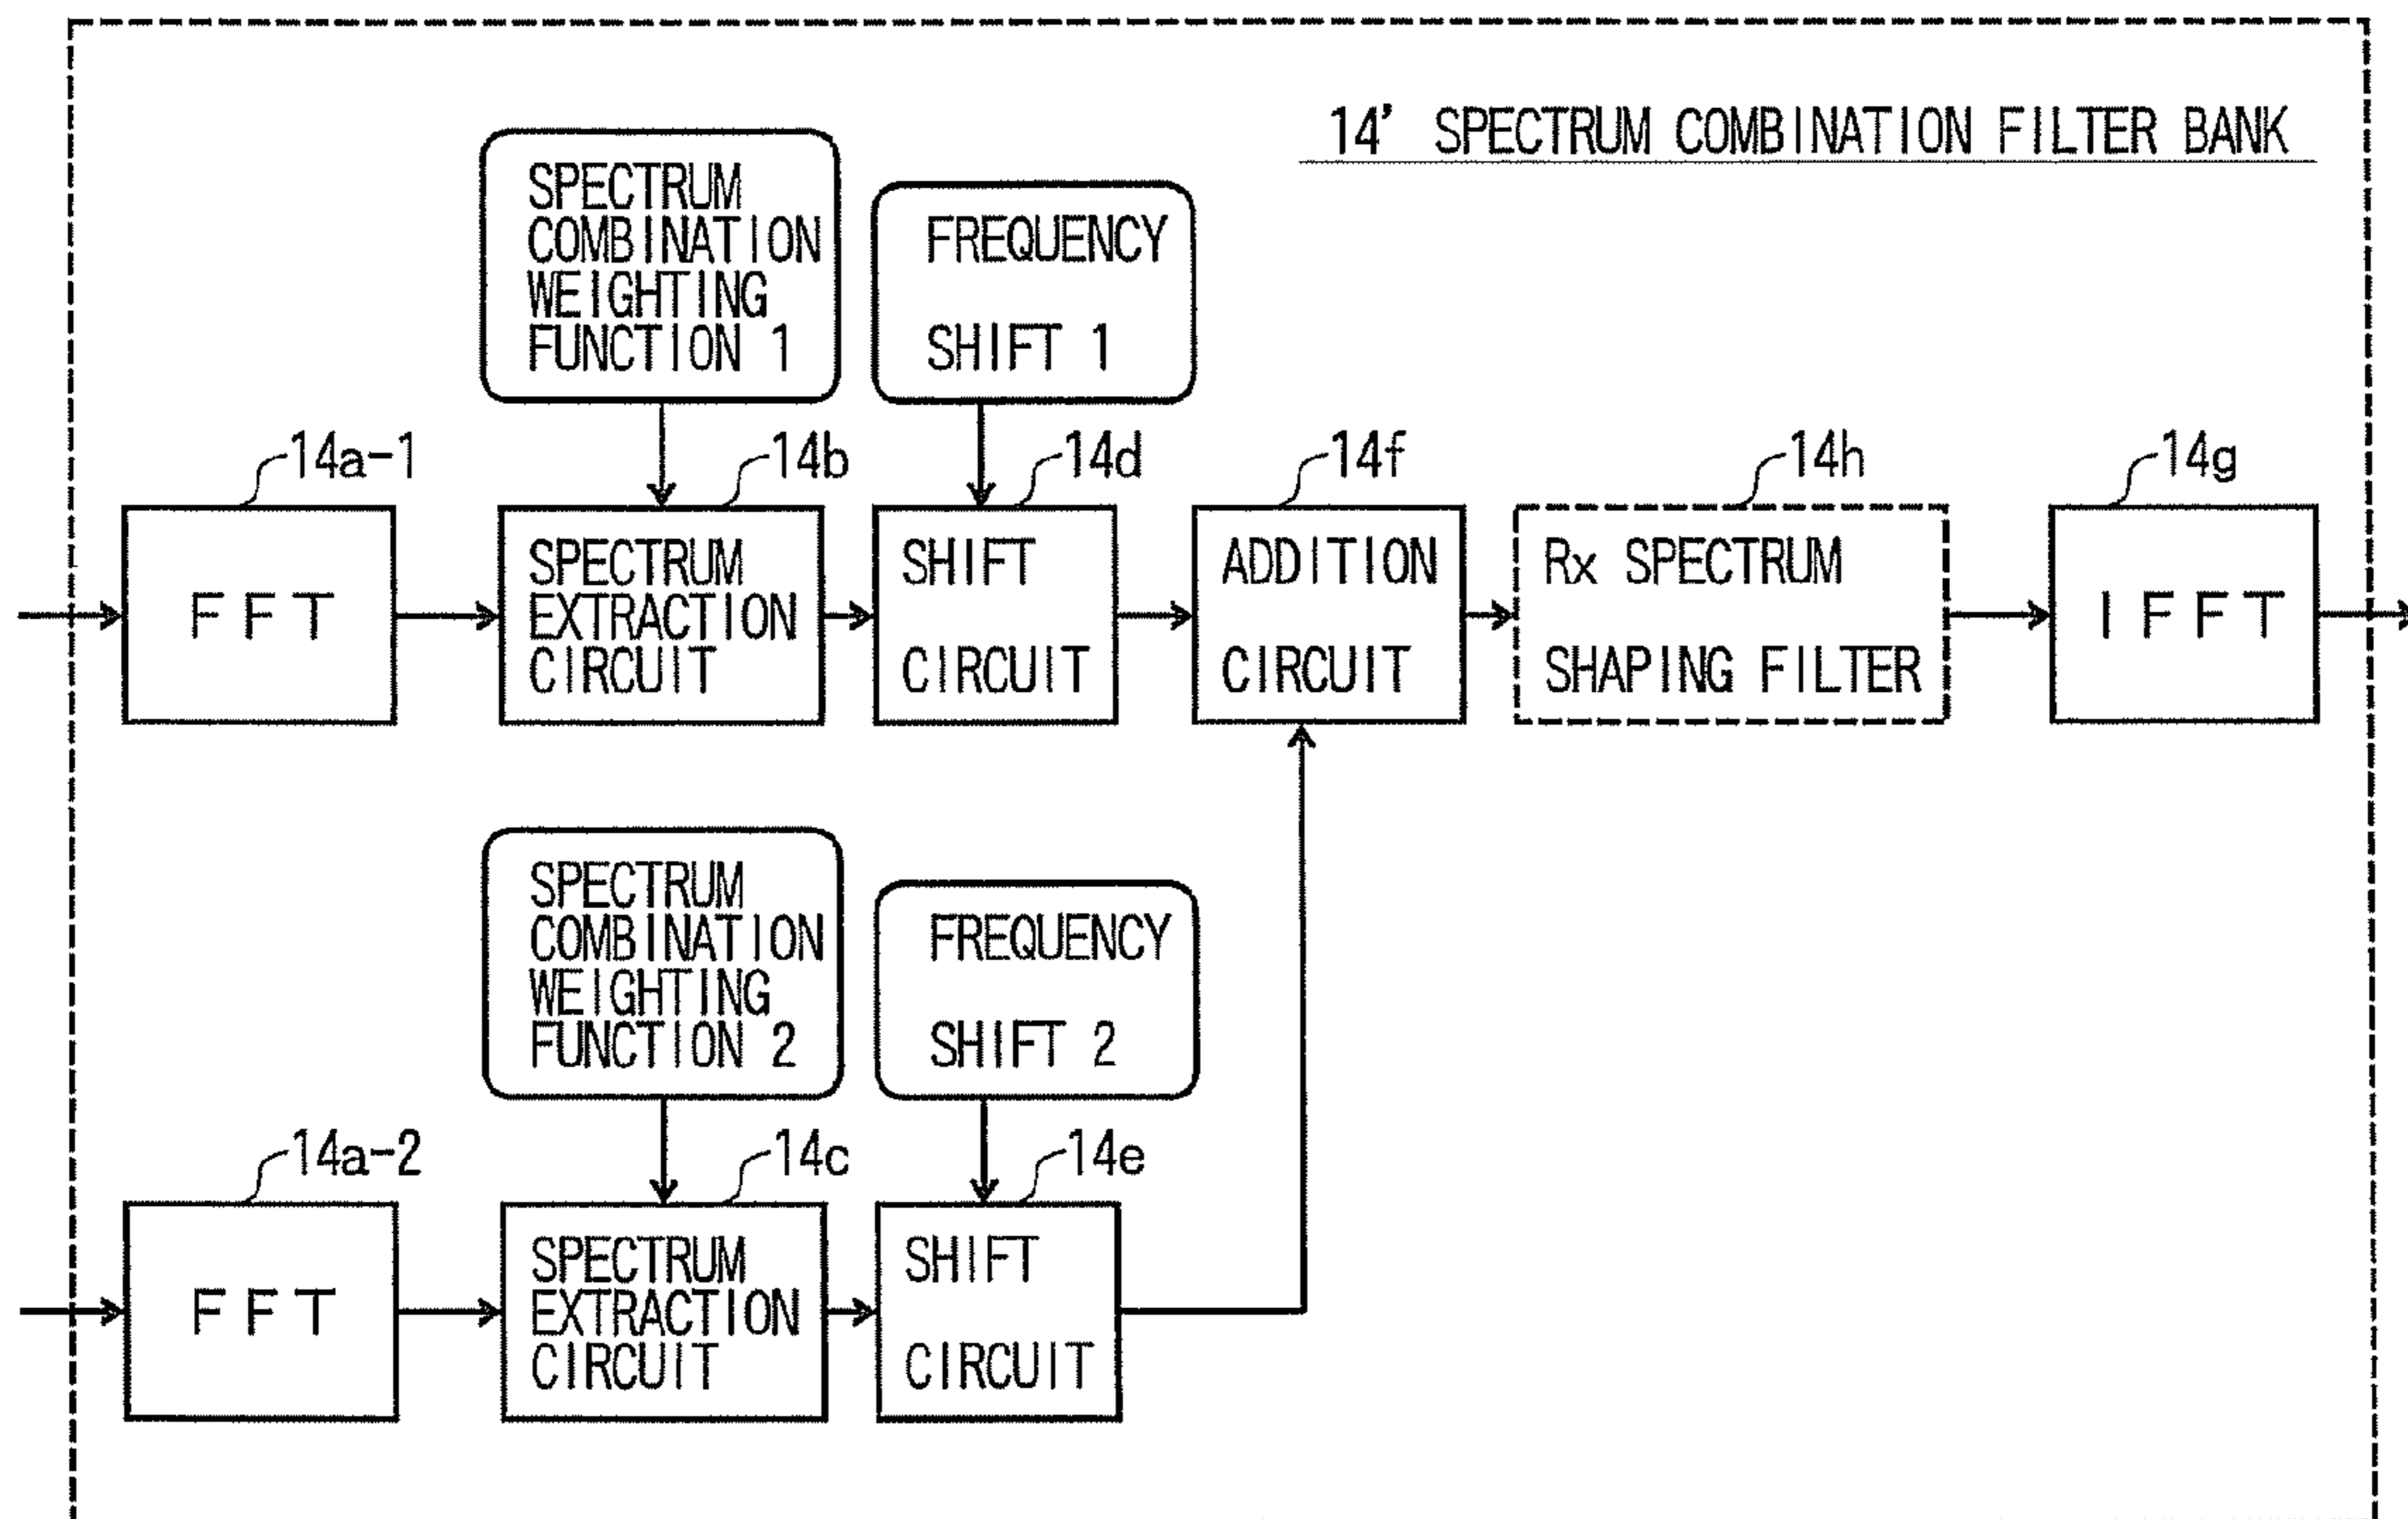 14' SPECTRUM COMBINATION FILTER BANK
SPECTRUM
COMBINATION
WEIGHTING
FUNCTION 1
FREQUENCY
SHIFT 1
14a-1
14b
14d
14f
14h
14g
FFT
SPECTRUM
EXTRACTION
CIRCUIT
SHIFT
CIRCUIT
ADDITION
CIRCUIT
Rx SPECTRUM
SHAPING FILTER
IFFT
SPECTRUM
COMBINATION
WEIGHTING
FUNCTION 2
FREQUENCY
SHIFT 2
14a-2
14c
14e
FFT
SPECTRUM
EXTRACTION
CIRCUIT
SHIFT
CIRCUIT